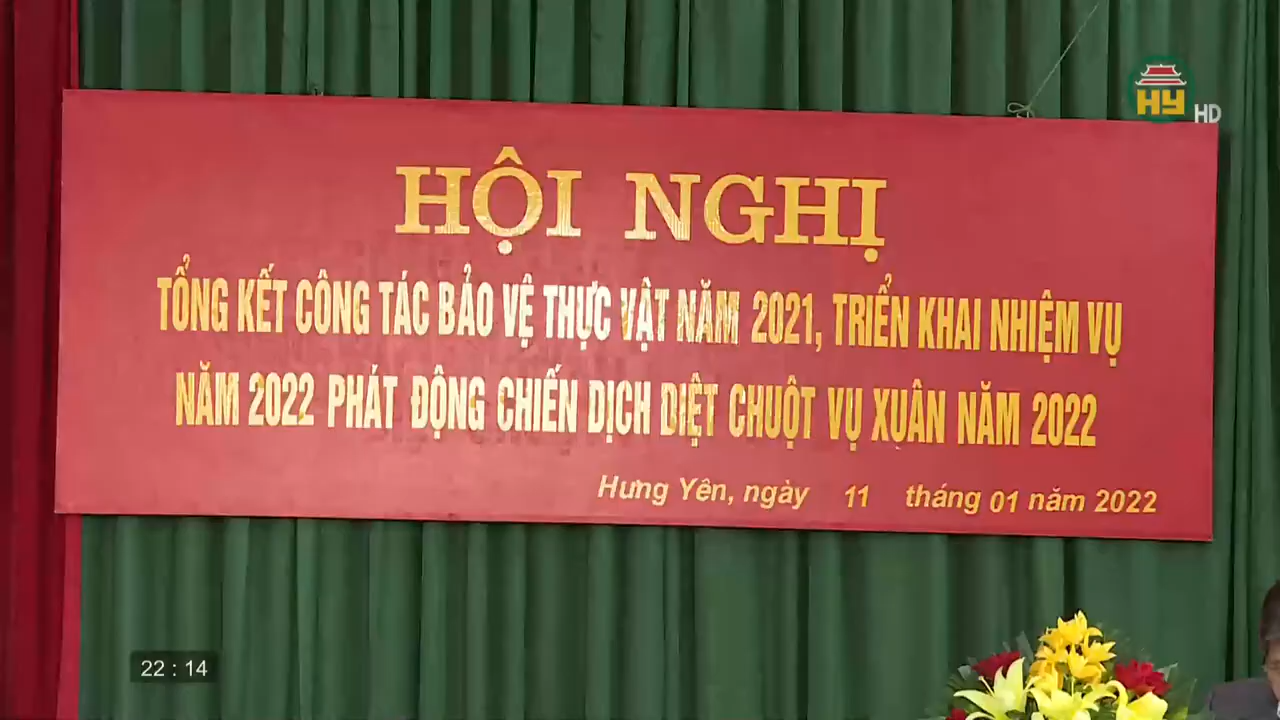 HY HD
HỘI NGHỊ
TỔNG KẾT CÔNG TÁC BẢO VỆ THỰC VẬT NĂM 2021, TRIỂN KHAI NHIỆM VỤ
NĂM 2022 PHÁT ĐỘNG CHIẾN DỊCH DIỆT CHUỘT VỤ XUÂN NĂM 2022
Hưng Yên, ngày 11 tháng 01 năm 2022
22 : 14